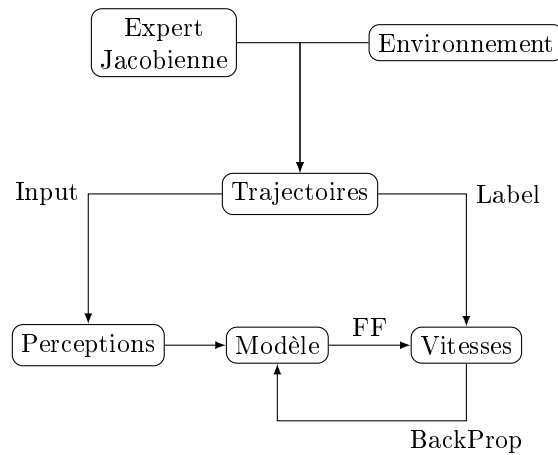 Expert
Jacobienne
Environnement
Input
Trajectoires
Label
Perceptions
Modèle
FF
Vitesses
BackProp